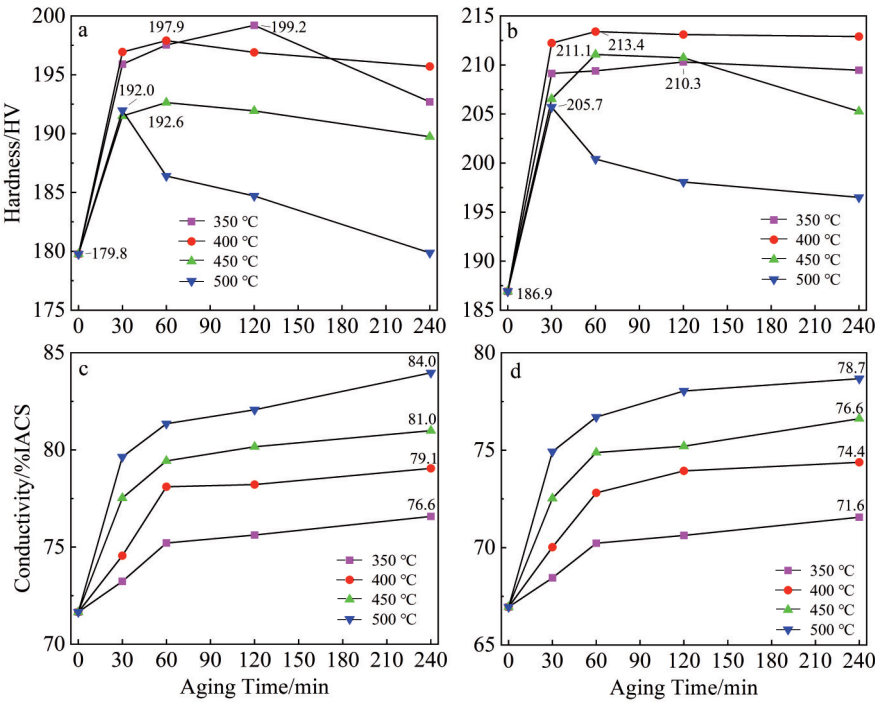 a
Hardness/HV
200
195
190
185
180
175
197.9
199.2
192.0
192.6
179.8
350 °C
400 °C
450 °C
500 °C
0 30 60 90 120 150 180 210 240
b
215
210
205
200
195
190
185
211.1
213.4
210.3
205.7
186.9
350 °C
400 °C
450 °C
500 °C
0 30 60 90 120 150 180 210 240
c
Conductivity/%IACS
85
80
75
70
84.0
81.0
79.1
76.6
350 °C
400 °C
450 °C
500 °C
0 30 60 90 120 150 180 210 240
Aging Time/min
d
80
75
70
65
78.7
76.6
74.4
71.6
350 °C
400 °C
450 °C
500 °C
0 30 60 90 120 150 180 210 240
Aging Time/min